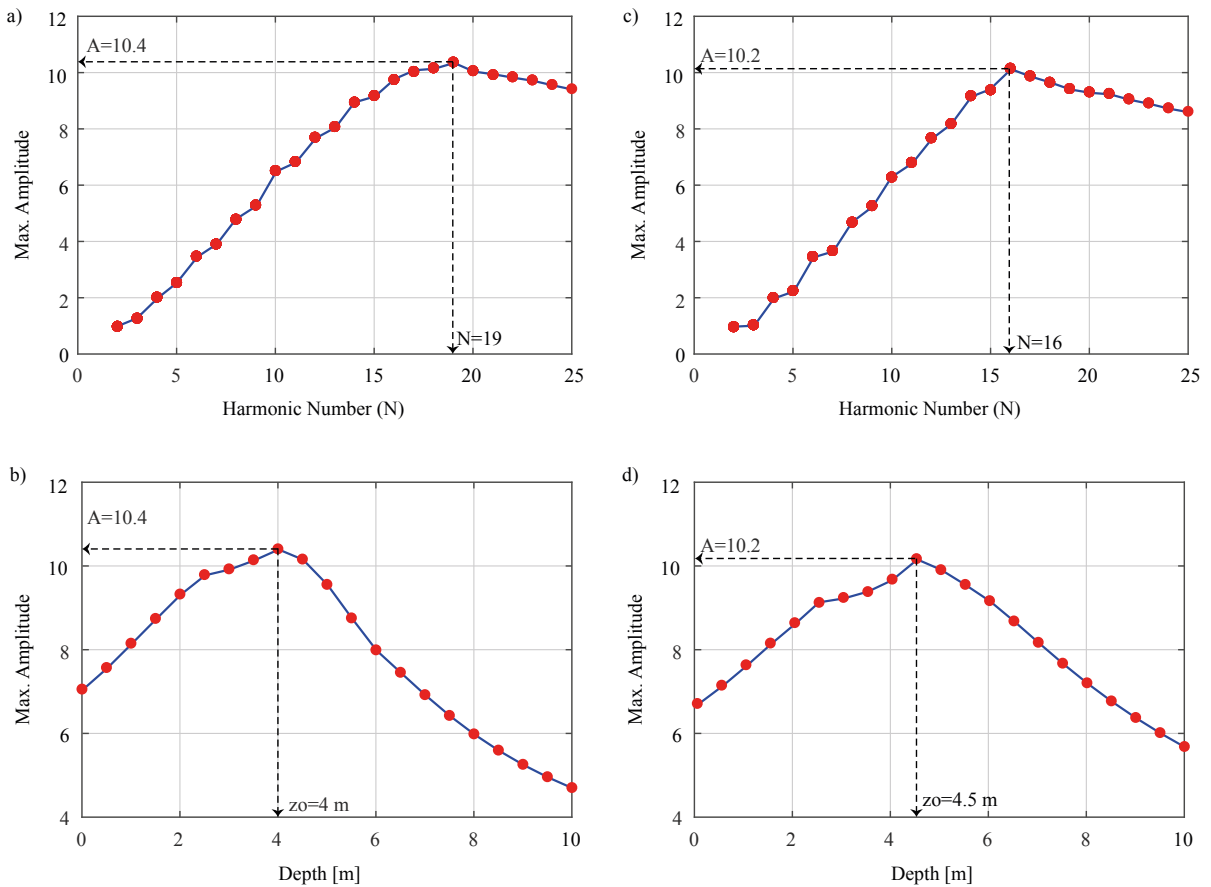 a)
12
10
8
6
4
2
0
Max. Amplitude
A=10.4
N=19
0 5 10 15 20 25
Harmonic Number (N)
c)
12
10
8
6
4
2
0
Max. Amplitude
A=10.2
N=16
0 5 10 15 20 25
Harmonic Number (N)
b)
12
10
8
6
4
Max. Amplitude
A=10.4
zo=4 m
0 2 4 6 8 10
Depth [m]
d)
12
10
8
6
4
Max. Amplitude
A=10.2
zo=4.5 m
0 2 4 6 8 10
Depth [m]